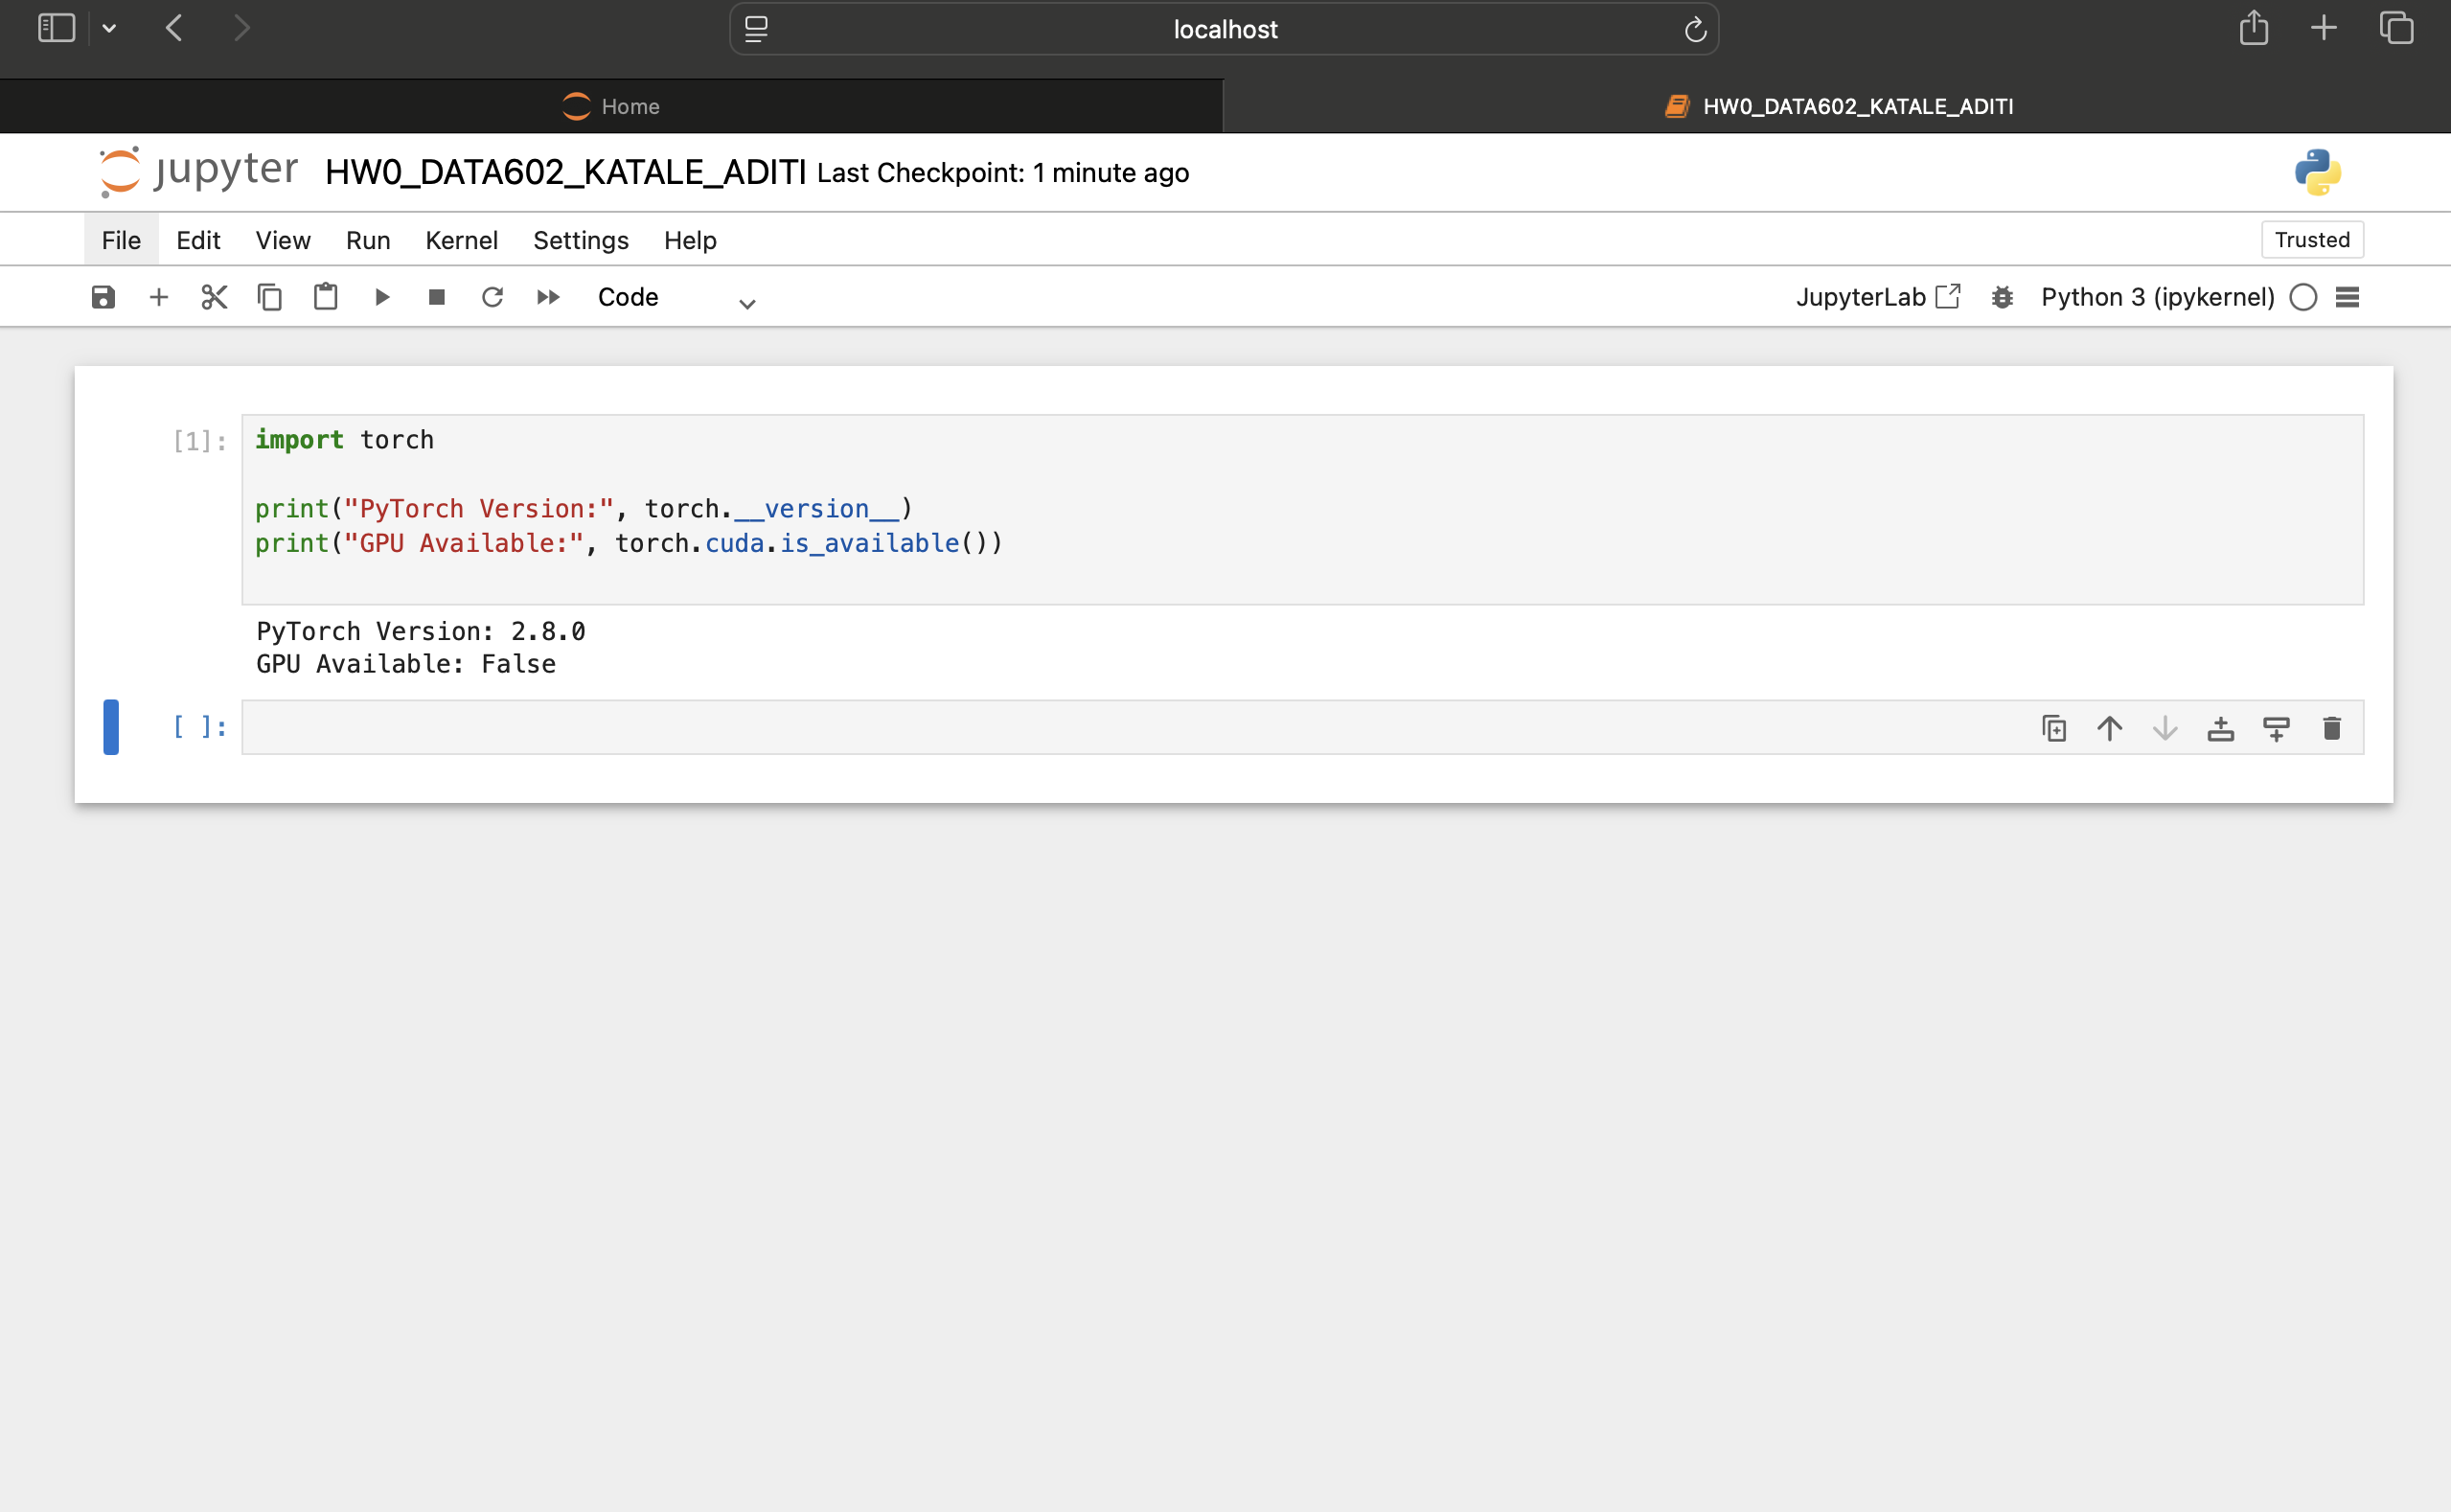 localhost
Home
HW0_DATA602_KATALE_ADITI
jupyter HW0_DATA602_KATALE_ADITI Last Checkpoint: 1 minute ago
File Edit View Run Kernel Settings Help Trusted
Code JupyterLab Python 3 (ipykernel)
[1]: import torch
print("PyTorch Version:", torch.__version__)
print("GPU Available:", torch.cuda.is_available())
PyTorch Version: 2.8.0
GPU Available: False
[ ]: